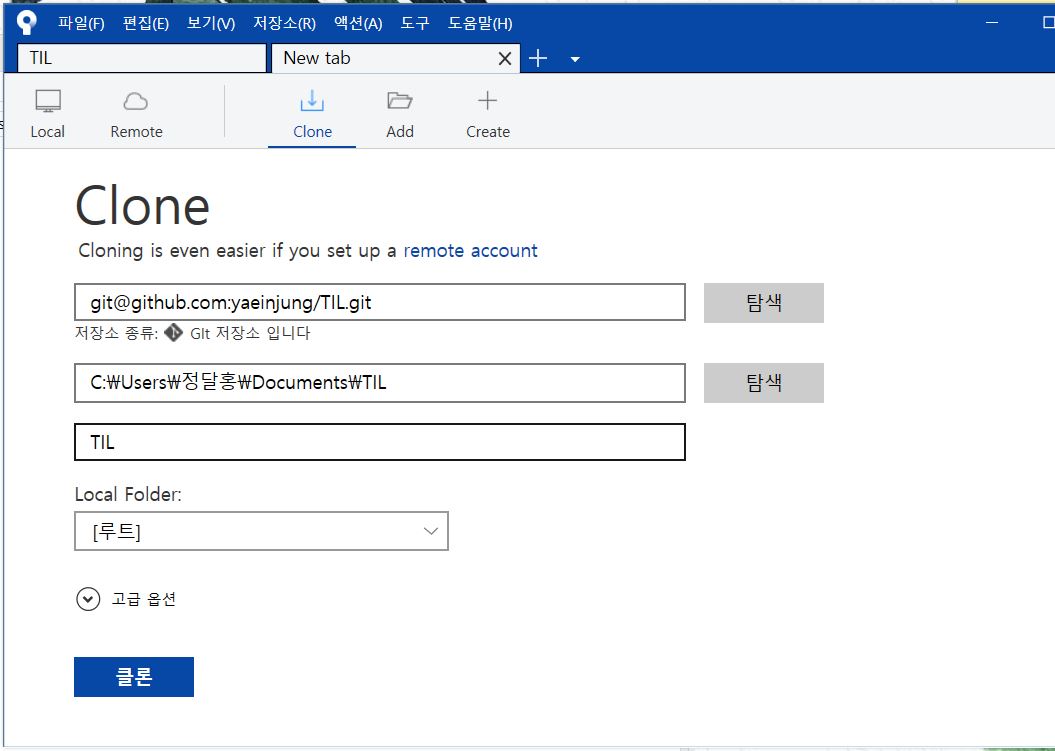 파일(F) 편집(E) 보기(V) 저장소(R) 액션(A) 도구 도움말(H)
TIL New tab
Local Remote Clone Add Create
Clone
Cloning is even easier if you set up a remote account
git@github.com:yaeinjung/TIL.git 탐색
저장소 종류: GIt 저장소 입니다
C:₩Users₩정달홍₩Documents₩TIL 탐색
TIL
Local Folder:
[루트]
고급 옵션
클론